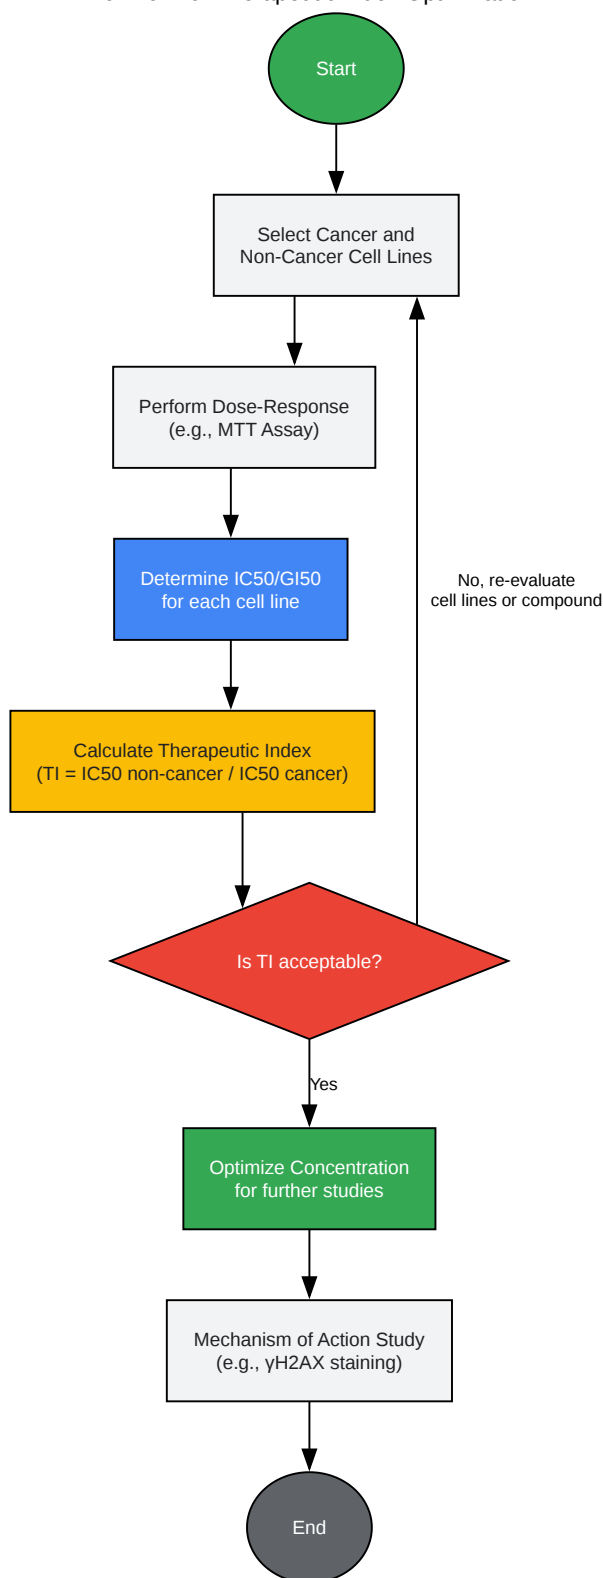 Start
Select Cancer and
Non-Cancer Cell Lines
Perform Dose-Response
(e.g., MTT Assay)
Determine IC50/GI50
for each cell line
No, re-evaluate
cell lines or compound
Calculate Therapeutic Index
(TI = IC50 non-cancer / IC50 cancer)
Is TI acceptable?
Yes
Optimize Concentration
for further studies
Mechanism of Action Study
(e.g., γH2AX staining)
End